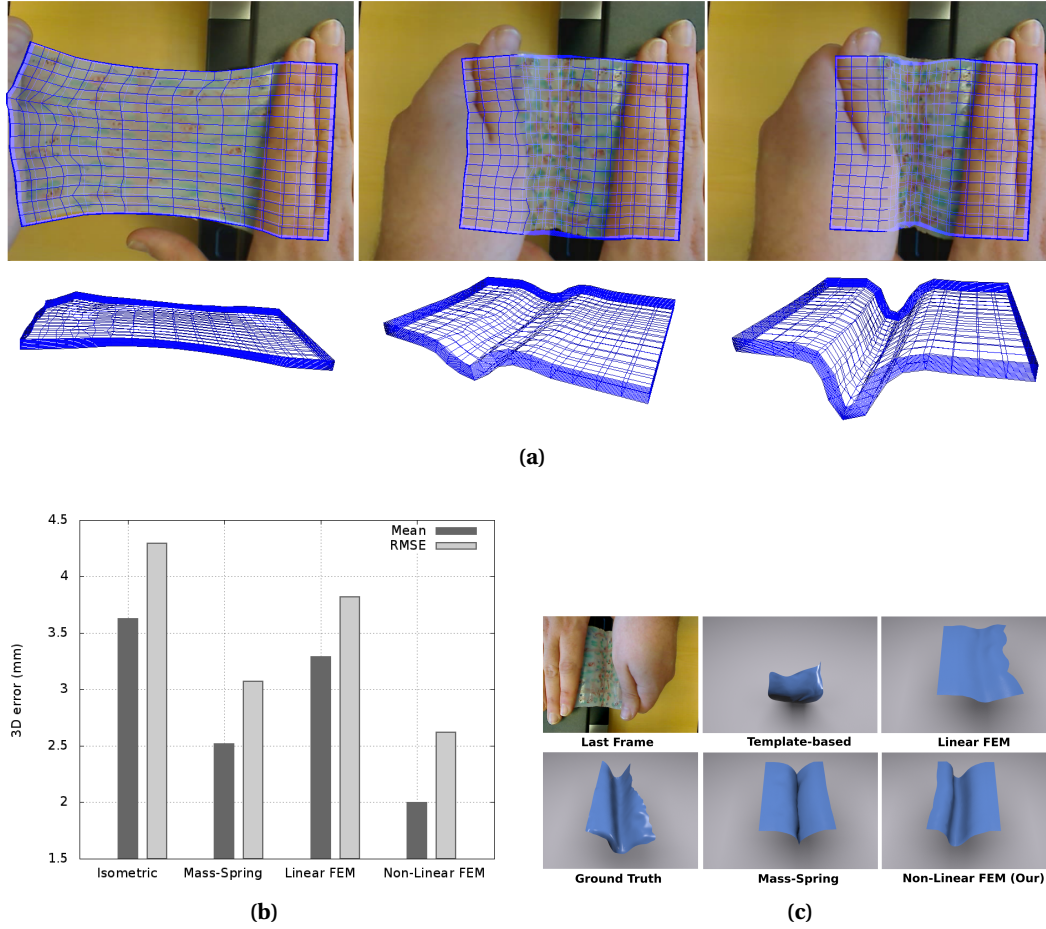 (a)
4.5
4
3.5
3
2.5
2
1.5
3D error (mm)
Mean
RMSE
Isometric Mass-Spring Linear FEM Non-Linear FEM
(b)
Last Frame Template-based Linear FEM
Ground Truth Mass-Spring Non-Linear FEM (Our)
(c)